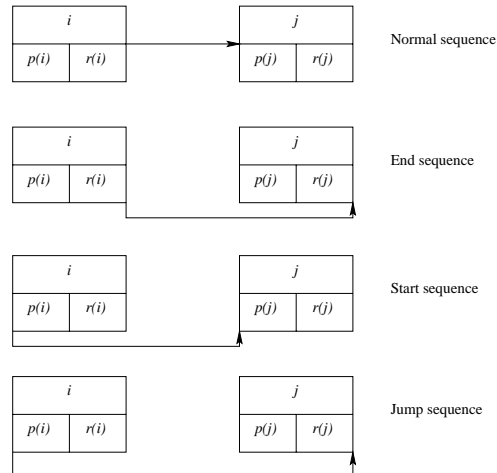 i j
Normal sequence
p(i) r(i) p(j) r(j)
i j
End sequence
p(i) r(i) p(j) r(j)
i j
Start sequence
p(i) r(i) p(j) r(j)
i j
Jump sequence
p(i) r(i) p(j) r(j)